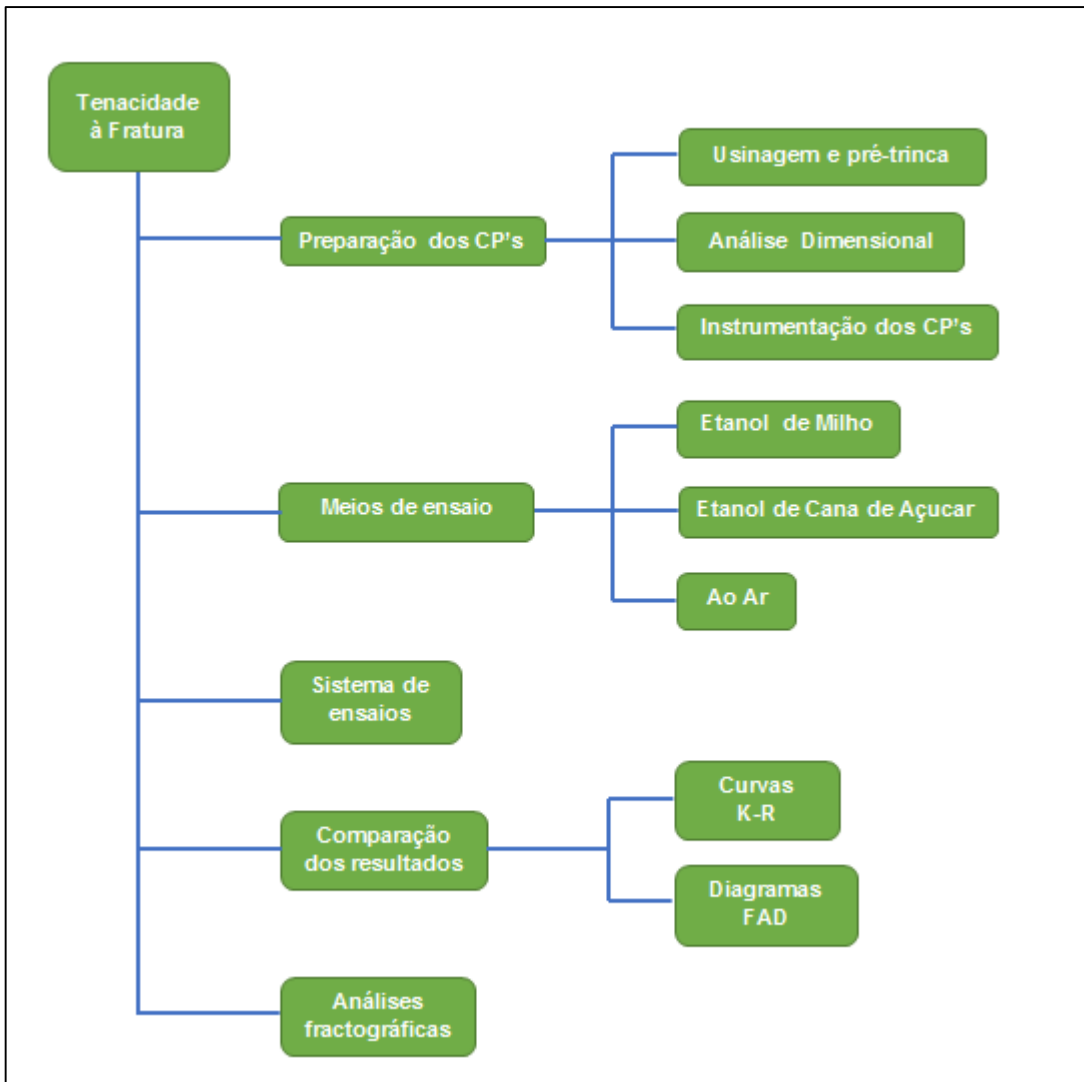 Tenacidade
à Fratura
Usinagem e pré-trinca
Preparação dos CP's
Análise Dimensional
Instrumentação dos CP's
Etanol de Milho
Meios de ensaio
Etanol de Cana de Açucar
Ao Ar
Sistema de
ensaios
Curvas
K-R
Comparação
dos resultados
Diagramas
FAD
Análises
fractográficas